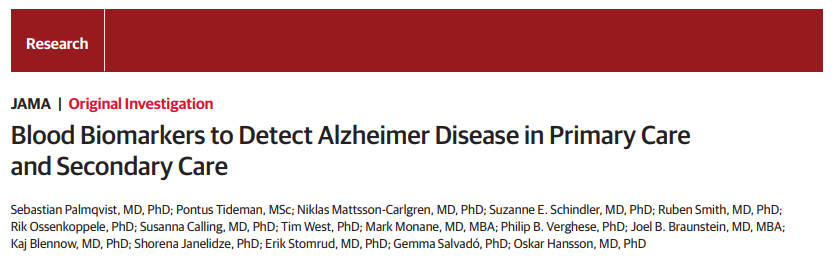 Research
JAMA | Original Investigation
Blood Biomarkers to Detect Alzheimer Disease in Primary Care
and Secondary Care
Sebastian Palmqvist, MD, PhD; Pontus Tideman, MSc; Niklas Mattsson-Carlgren, MD, PhD; Suzanne E. Schindler, MD, PhD; Ruben Smith, MD, PhD;
Rik Ossenkoppele, PhD; Susanna Calling, MD, PhD; Tim West, PhD; Mark Monane, MD, MBA; Philip B. Verghese, PhD; Joel B. Braunstein, MD, MBA;
Kaj Blennow, MD, PhD; Shorena Janelidze, PhD; Erik Stomrud, MD, PhD; Gemma Salvadó, PhD; Oskar Hansson, MD, PhD